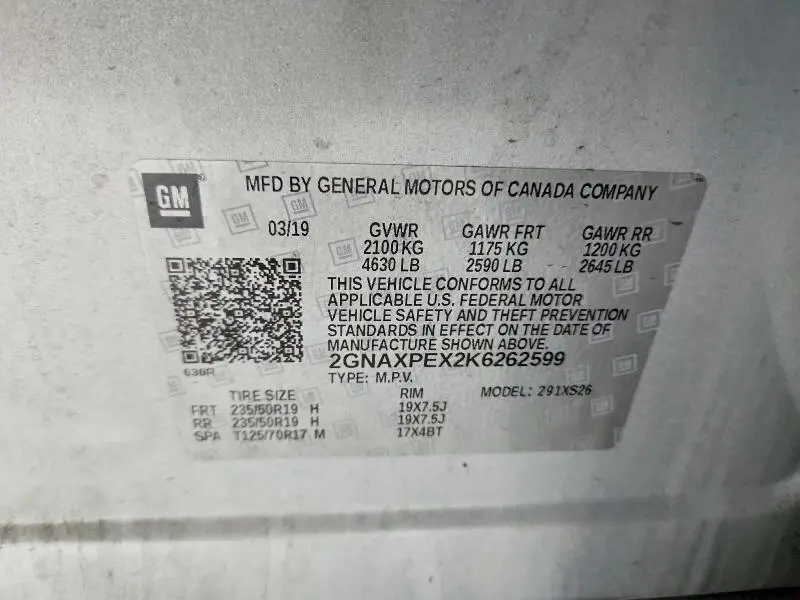 GM
MFD BY GENERAL MOTORS OF CANADA COMPANY
03/19 GVWR GAWR FRT GAWR RR
2100 KG 1175 KG 1200 KG
4630 LB 2590 LB 2645 LB
THIS VEHICLE CONFORMS TO ALL
APPLICABLE U.S. FEDERAL MOTOR
VEHICLE SAFETY AND THEFT PREVENTION
STANDARDS IN EFFECT ON THE DATE OF
MANUFACTURE SHOWN ABOVE.
2GNAXPEX2K6262599
636R
TYPE: M.P.V.
TIRE SIZE RIM MODEL: 291XS26
FRT 235/50R19 H 19X7.5J
RR 235/50R19 H 19X7.5J
SPA T125/70R17 M 17X4BT